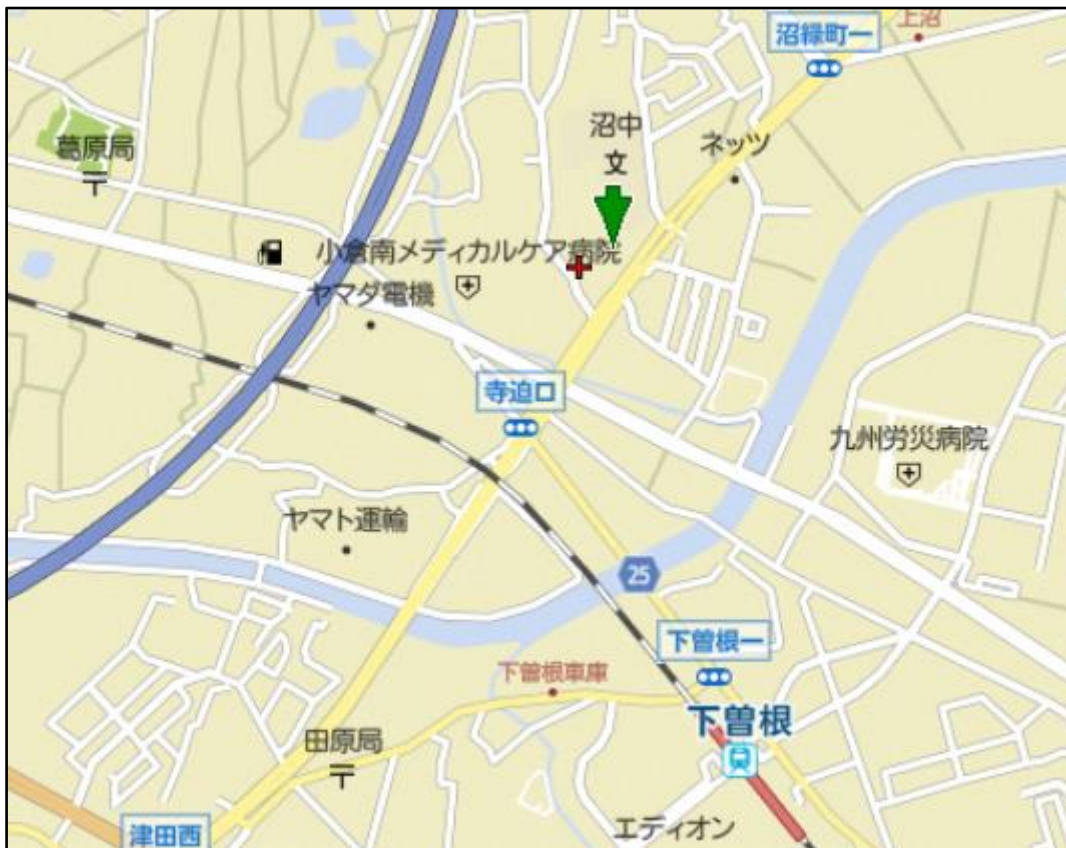 沼緑町一
上沼
沼中
文
ネッツ
葛原局
小倉南メディカルケア病院
ヤマダ電機
寺迫口
九州労災病院
ヤマト運輸
25
下曽根一
下曽根車庫
下曽根
田原局
津田西
エディオン